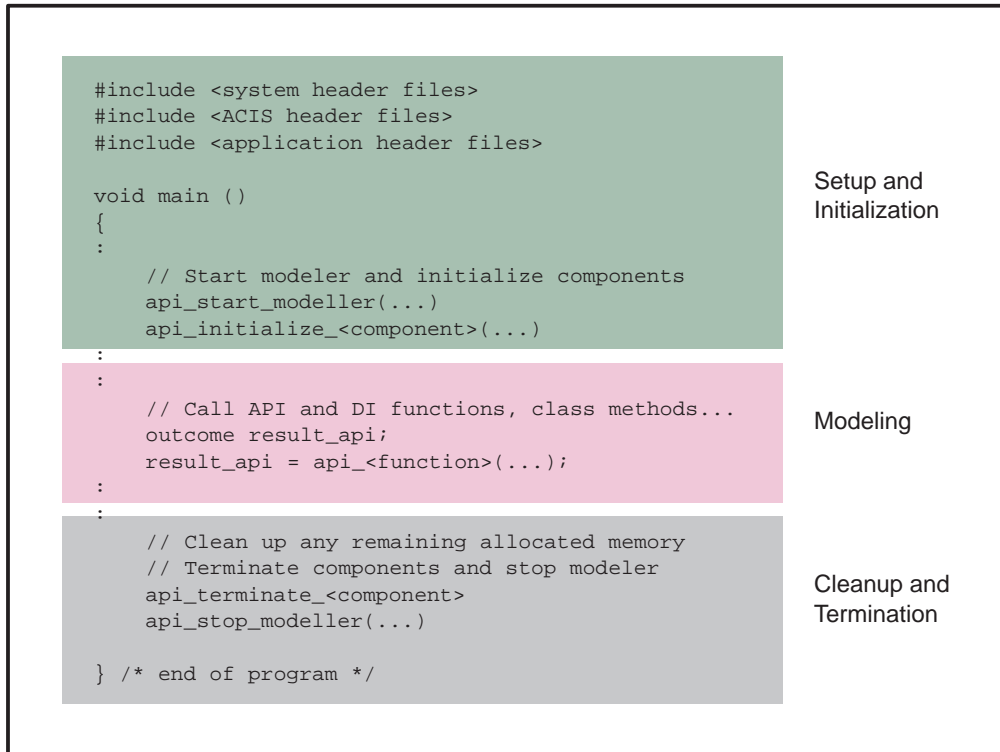 #include <system header files>
#include <ACIS header files>
#include <application header files>
void main ()
{
:
// Start modeler and initialize components
api_start_modeller(...)
api_initialize_<component>(...)
:
Setup and
Initialization
:
// Call API and DI functions, class methods...
outcome result_api;
result_api = api_<function>(...);
:
Modeling
:
// Clean up any remaining allocated memory
// Terminate components and stop modeler
api_terminate_<component>
api_stop_modeller(...)
} /* end of program */
Cleanup and
Termination